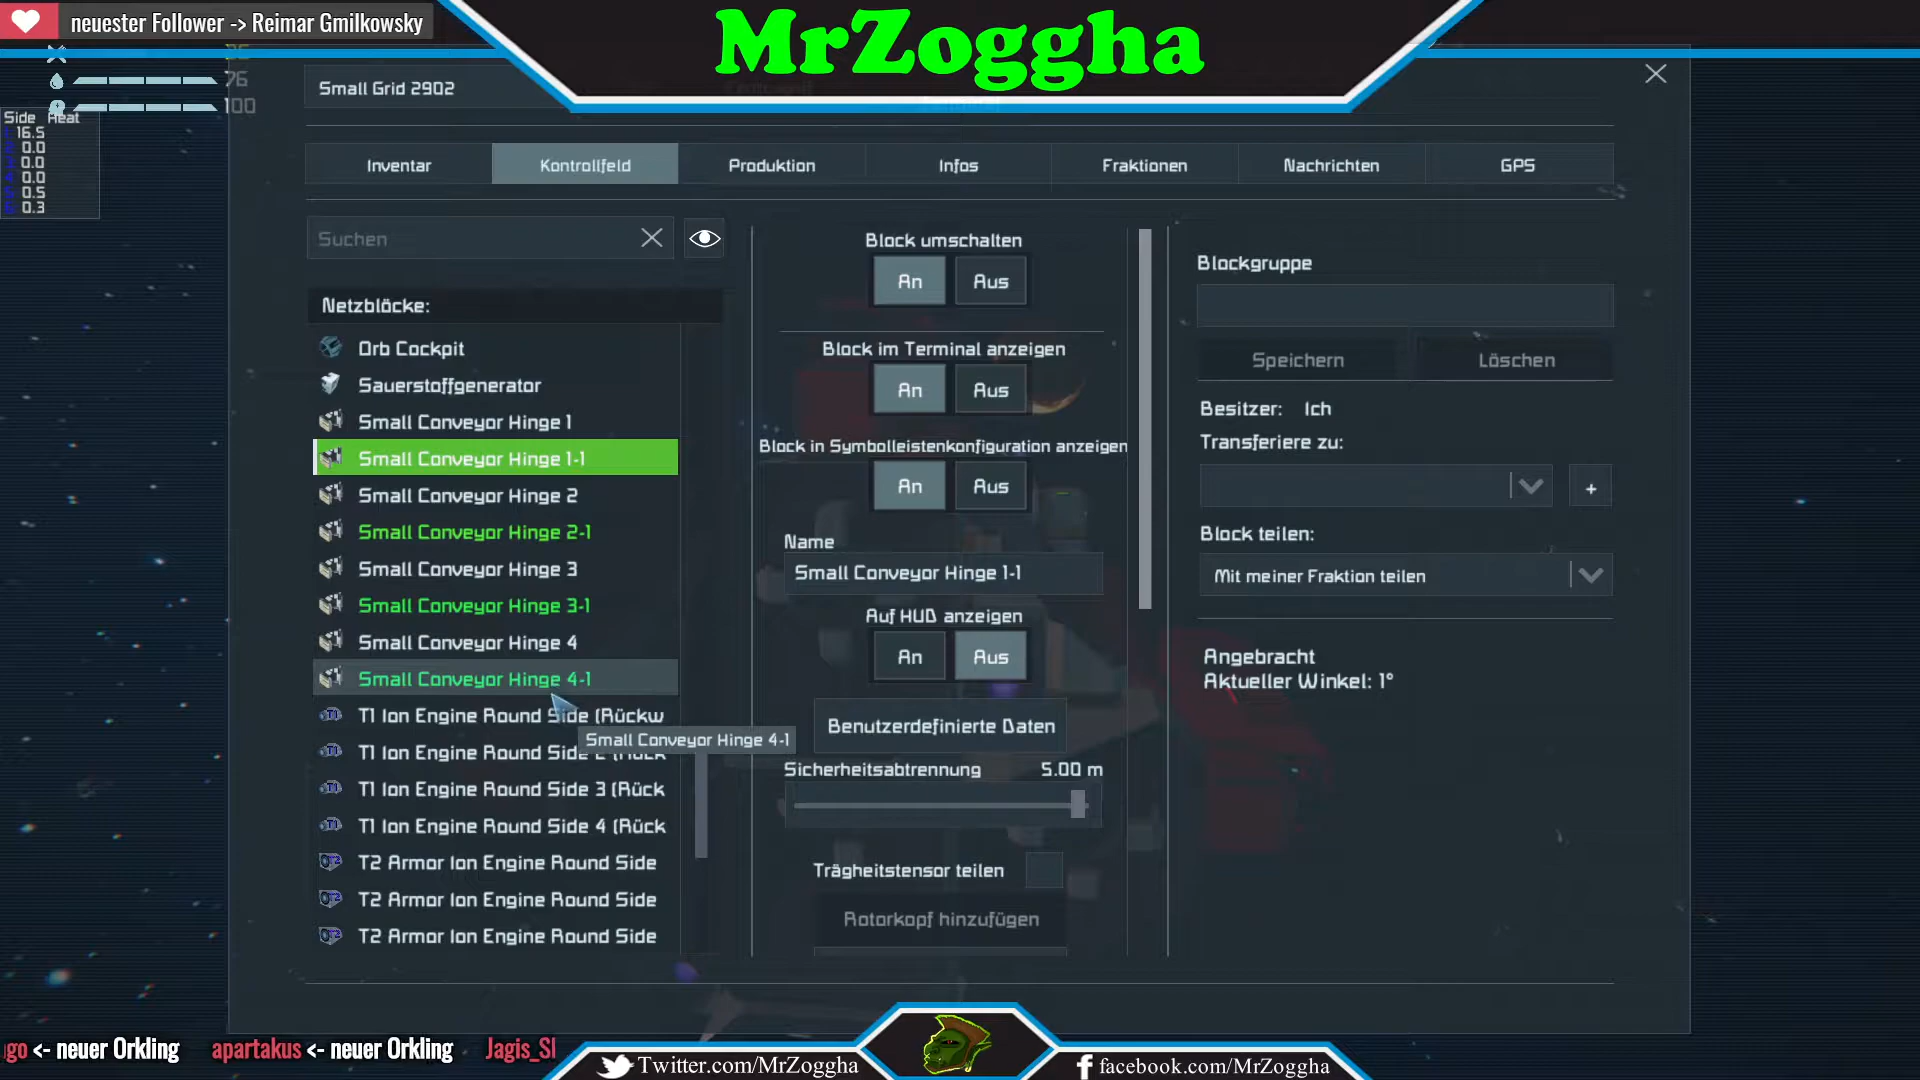 neuester Follower -> Reimar Gmilkowsky
MrZoggha
76
100
Side Heat
16.5
0.0
0.0
0.0
0.5
0.3
Small Grid 2902
Inventar
Kontrollfeld
Produktion
Infos
Fraktionen
Nachrichten
GPS
Suchen
Netzblöcke:
Orb Cockpit
Sauerstoffgenerator
Small Conveyor Hinge 1
Small Conveyor Hinge 1-1
Small Conveyor Hinge 2
Small Conveyor Hinge 2-1
Small Conveyor Hinge 3
Small Conveyor Hinge 3-1
Small Conveyor Hinge 4
Small Conveyor Hinge 4-1
T1 Ion Engine Round Side (Rückw
Small Conveyor Hinge 4-1
T1 Ion Engine Round Side 2 (Rück
T1 Ion Engine Round Side 3 (Rück
T1 Ion Engine Round Side 4 (Rück
T2 Armor Ion Engine Round Side
T2 Armor Ion Engine Round Side
T2 Armor Ion Engine Round Side
Block umschalten
An Aus
Block im Terminal anzeigen
An Aus
Block in Symbolleistenkonfiguration anzeigen
An Aus
Name
Small Conveyor Hinge 1-1
Auf HUD anzeigen
An Aus
Benutzerdefinierte Daten
Sicherheitsabtrennung 5.00 m
Trägheitstensor teilen
Rotorkopf hinzufügen
Blockgruppe
Speichern
Löschen
Besitzer: Ich
Transferiere zu:
+
Block teilen:
Mit meiner Fraktion teilen
Angebracht
Aktueller Winkel: 1°
go <- neuer Orkling apartakus <- neuer Orkling Jagis_Sl
Twitter.com/MrZoggha
facebook.com/MrZoggha